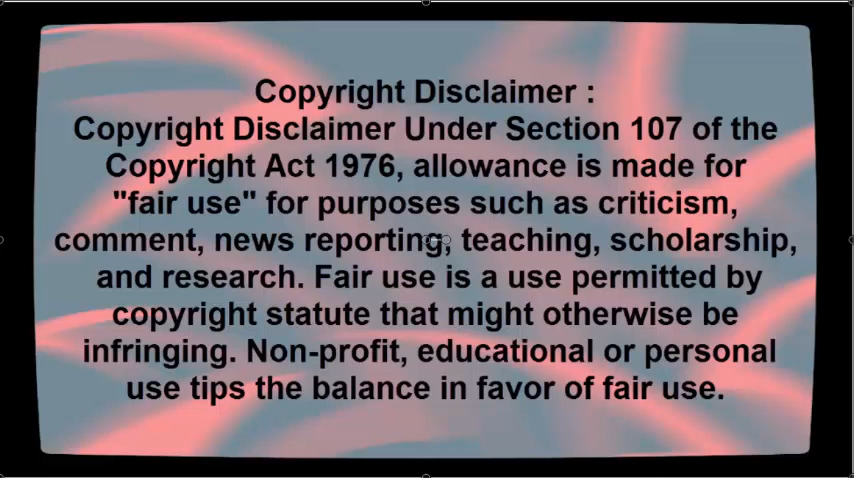 Copyright Disclaimer :
Copyright Disclaimer Under Section 107 of the
Copyright Act 1976, allowance is made for
"fair use" for purposes such as criticism,
comment, news reporting, teaching, scholarship,
and research. Fair use is a use permitted by
copyright statute that might otherwise be
infringing. Non-profit, educational or personal
use tips the balance in favor of fair use.